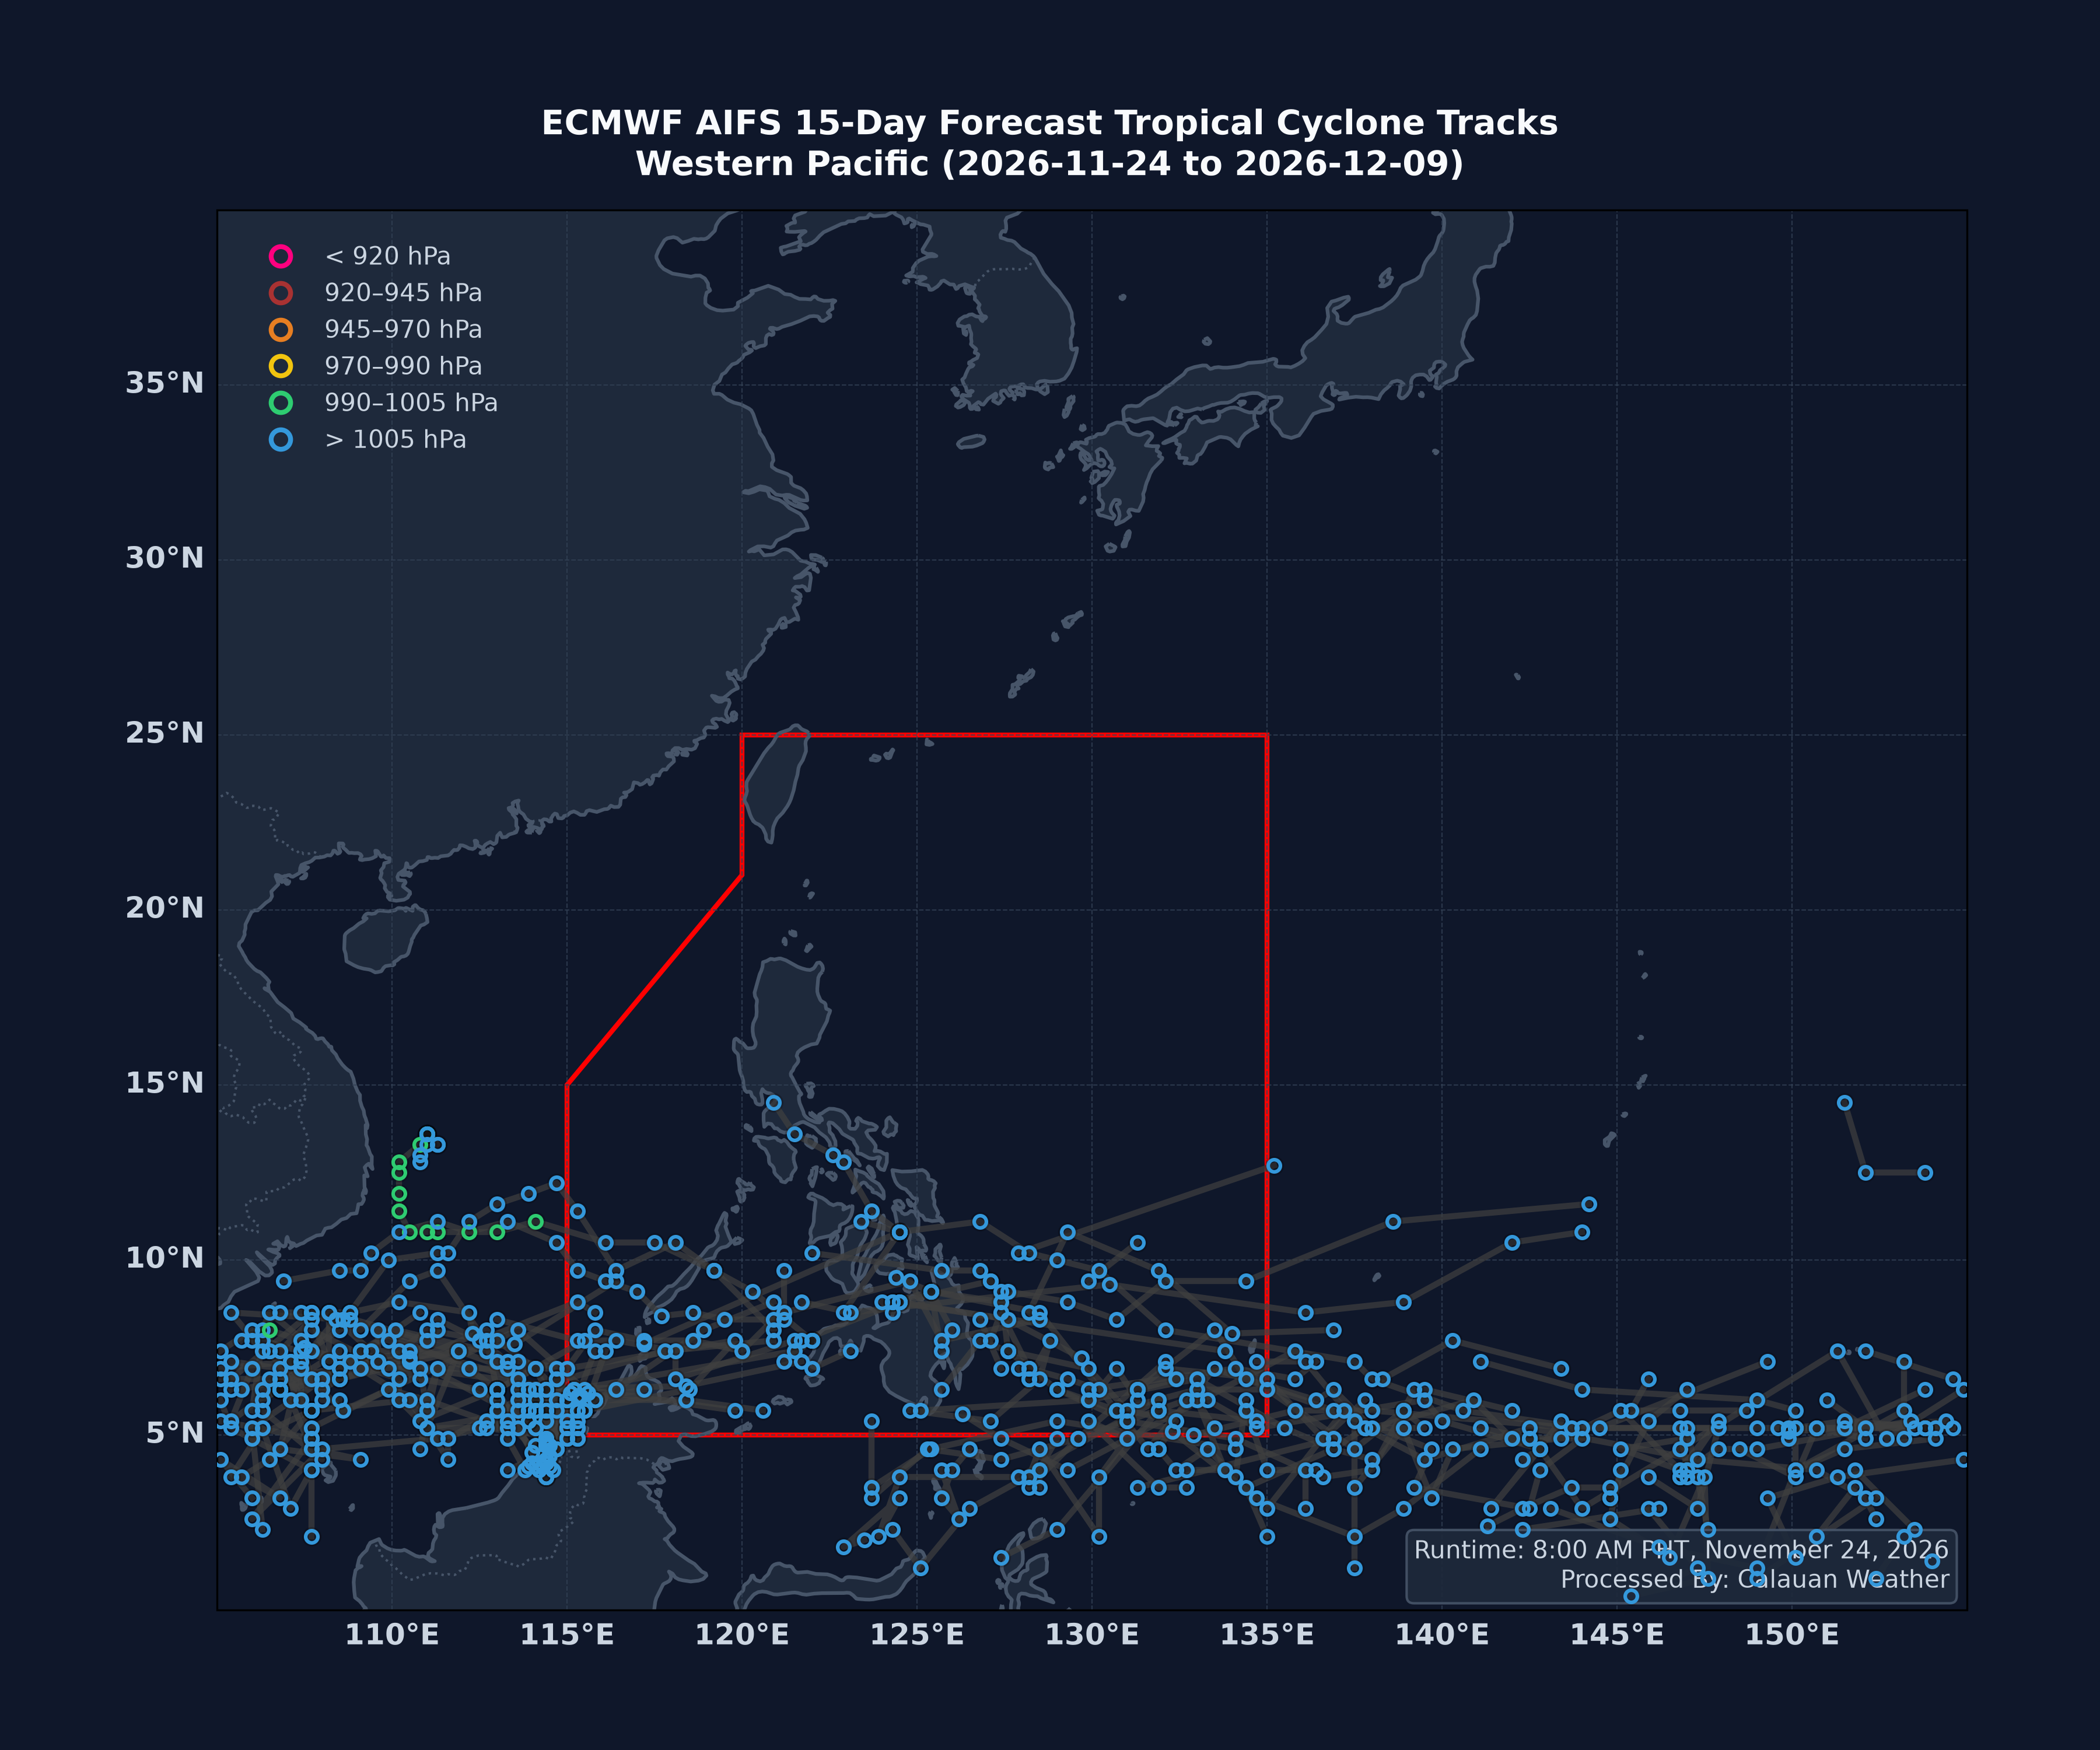 ECMWF AIFS 15-Day Forecast Tropical Cyclone Tracks
Western Pacific (2026-11-24 to 2026-12-09)
< 920 hPa
920–945 hPa
945–970 hPa
970–990 hPa
990–1005 hPa
> 1005 hPa
35°N
30°N
25°N
20°N
15°N
10°N
5°N
Runtime: 8:00 AM PHT, November 24, 2026
Processed By: Calauan Weather
110°E 115°E 120°E 125°E 130°E 135°E 140°E 145°E 150°E